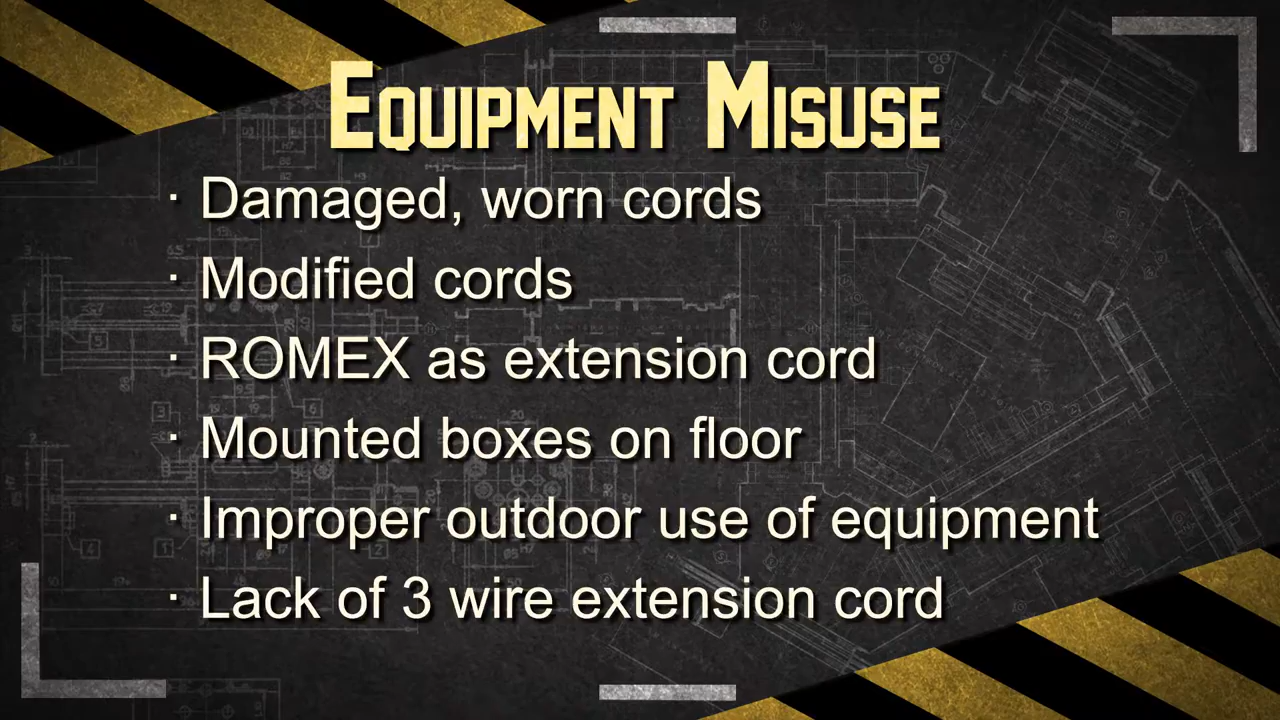 Equipment Misuse
· Damaged, worn cords
· Modified cords
· ROMEX as extension cord
· Mounted boxes on floor
· Improper outdoor use of equipment
· Lack of 3 wire extension cord